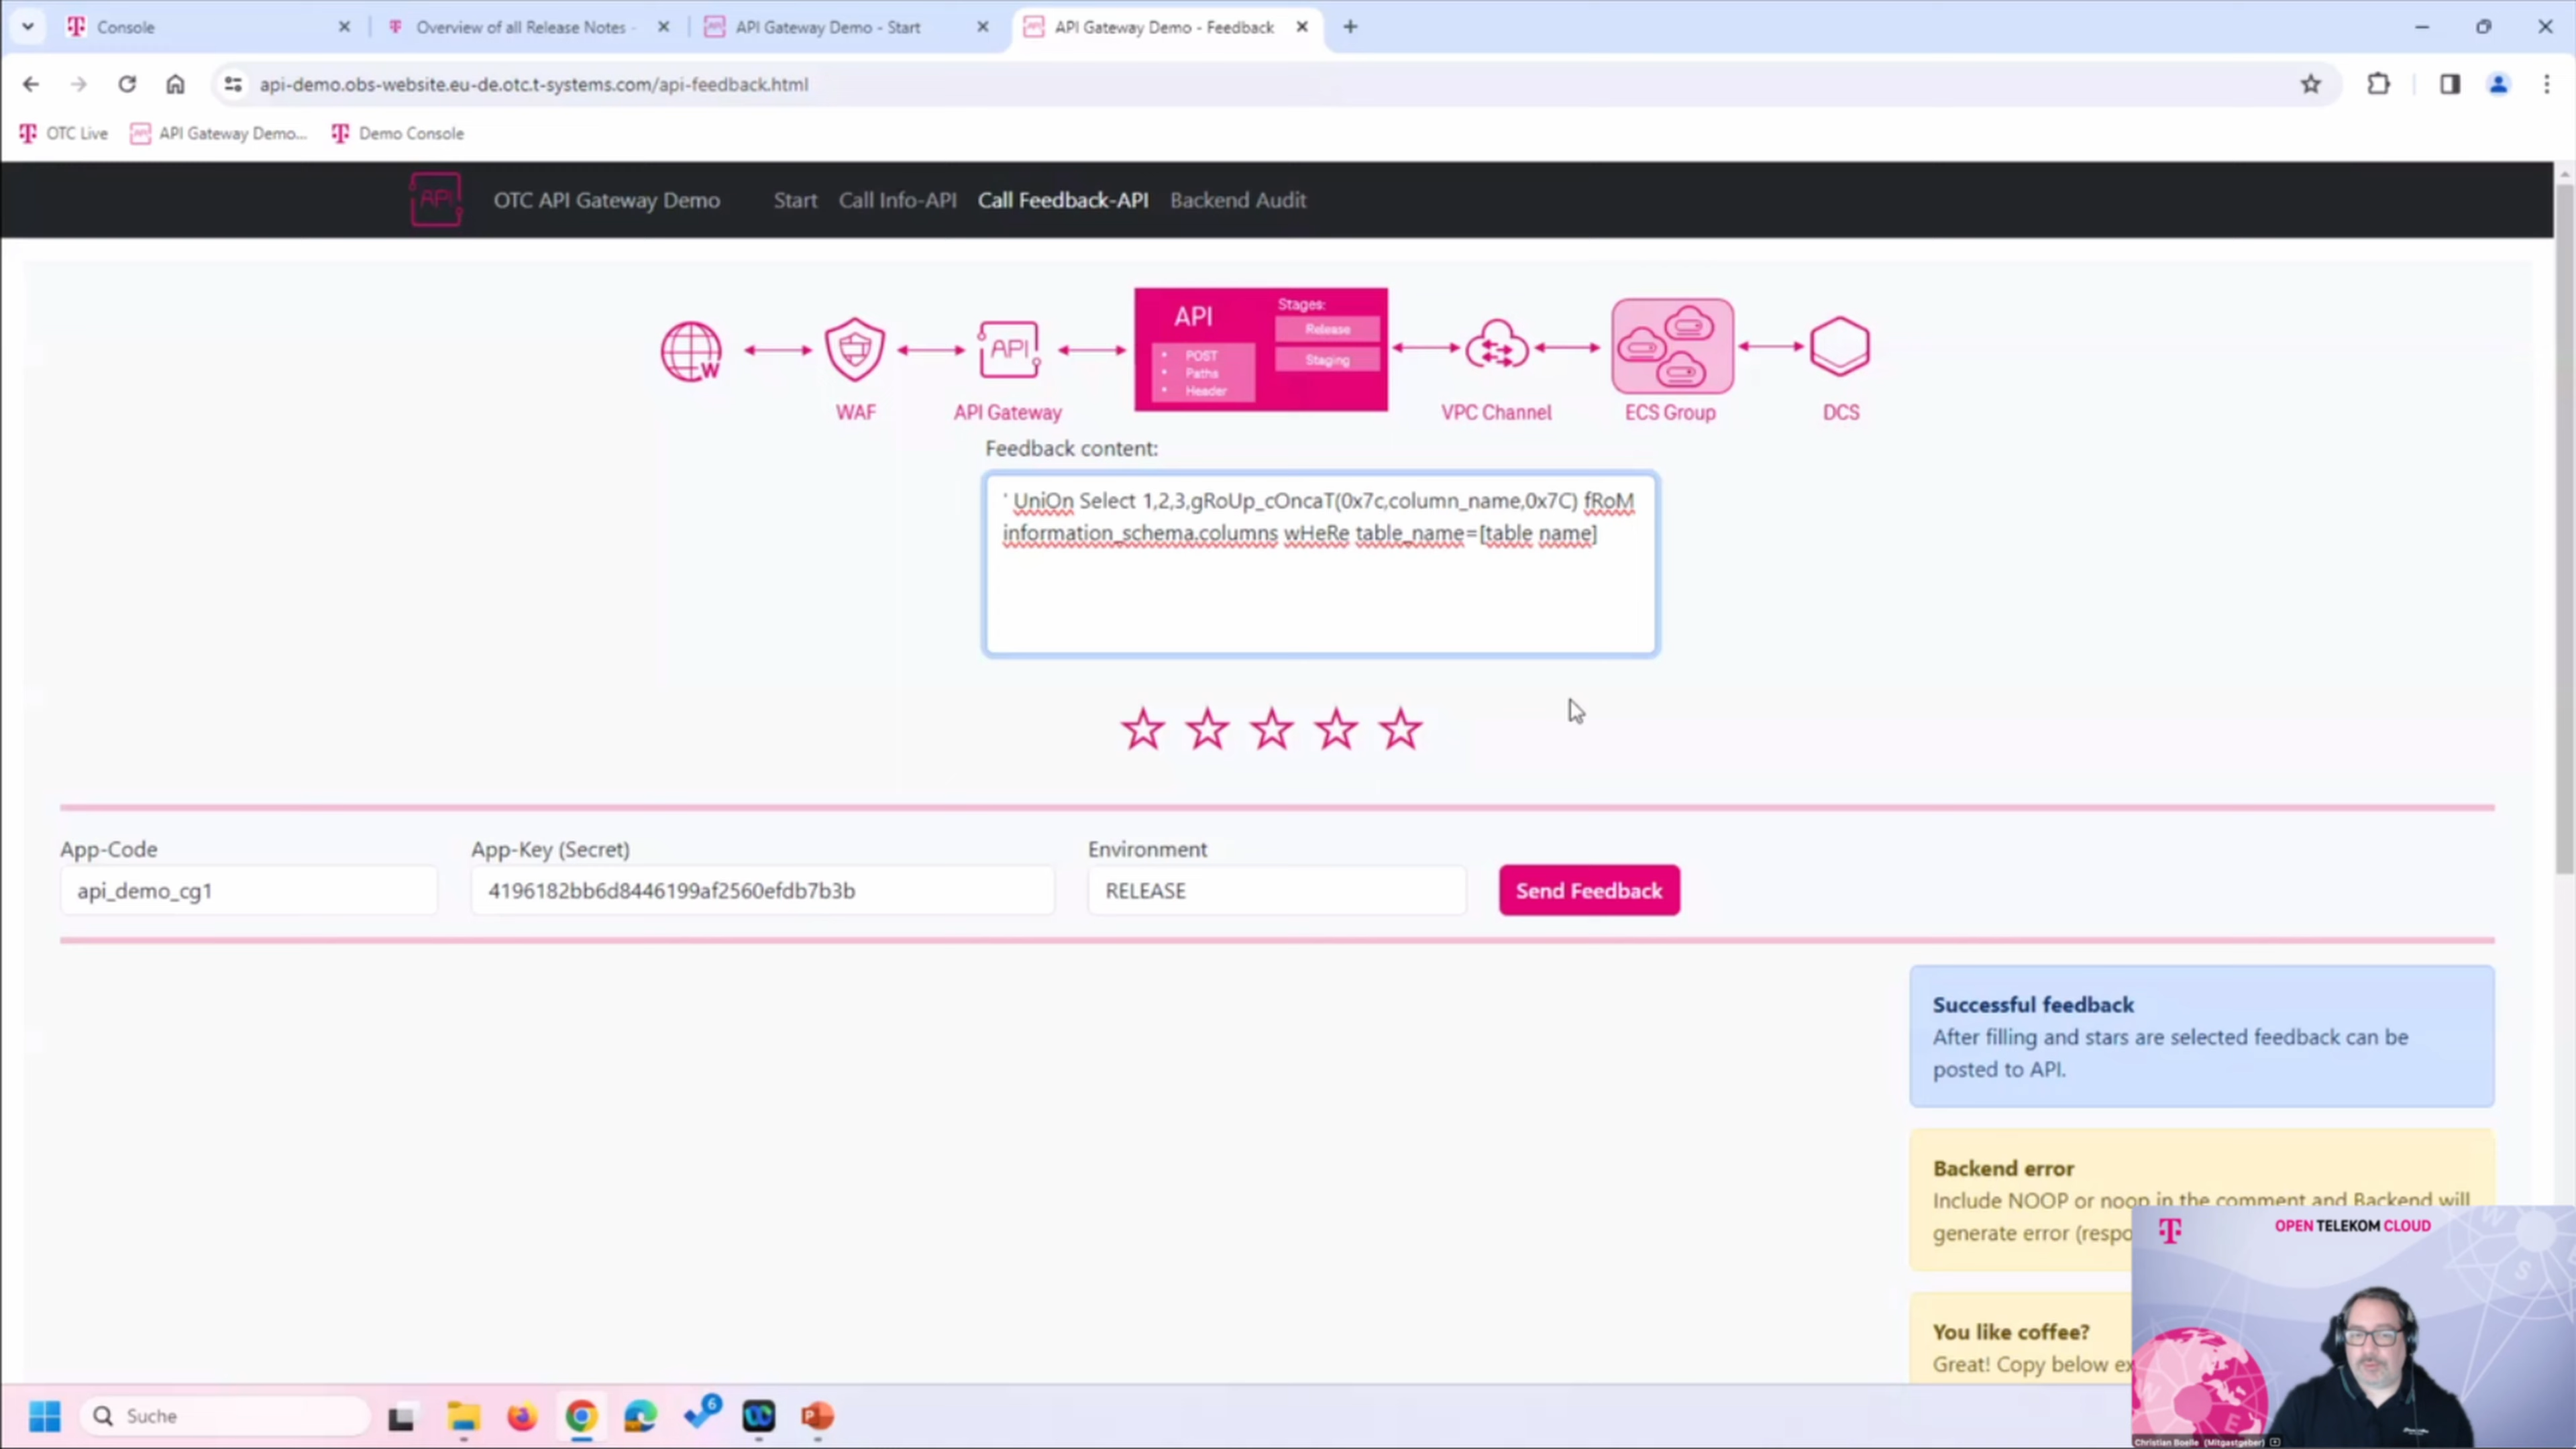 Console
Overview of all Release Notes -
API Gateway Demo - Start
API Gateway Demo - Feedback
api-demo.obs-website.eu-de.otc.t-systems.com/api-feedback.html
OTC Live
API Gateway Demo...
Demo Console
API
OTC API Gateway Demo
Start
Call Info-API
Call Feedback-API
Backend Audit
W
WAF
API
API Gateway
API
• POST
• Paths
• Header
Stages:
Release
Staging
VPC Channel
ECS Group
DCS
Feedback content:
' UniOn Select 1,2,3,gRoUp_cOncaT(0x7c,column_name,0x7C) fRoM
information_schema.columns wHeRe table_name=[table name]
App-Code
api_demo_cg1
App-Key (Secret)
4196182bb6d8446199af2560efdb7b3b
Environment
RELEASE
Send Feedback
Successful feedback
After filling and stars are selected feedback can be
posted to API.
Backend error
Include NOOP or noop in the comment and Backend will
generate error (respo
You like coffee?
Great! Copy below ex
T
OPEN TELEKOM CLOUD
W
S
E
Christian Boelle (Mitgastgeber)
Suche
6